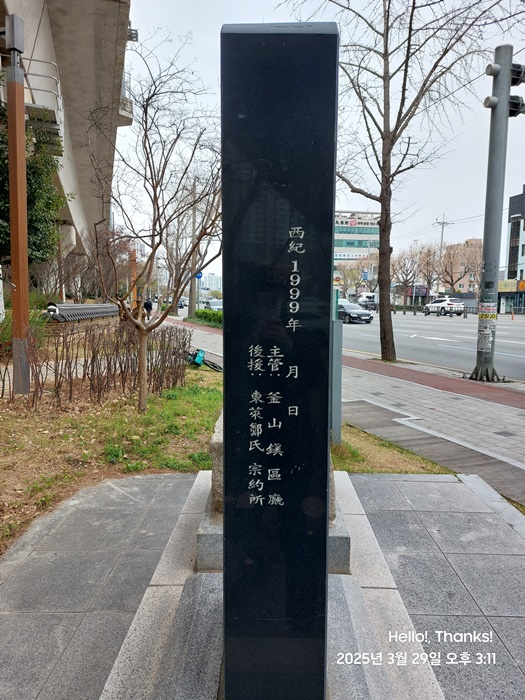 西紀 1999年 月 日
主管 釜山鎭區廳
後援: 東萊鄭氏 宗約所
Hello!, Thanks!
2025년 3월 29일 오후 3:11